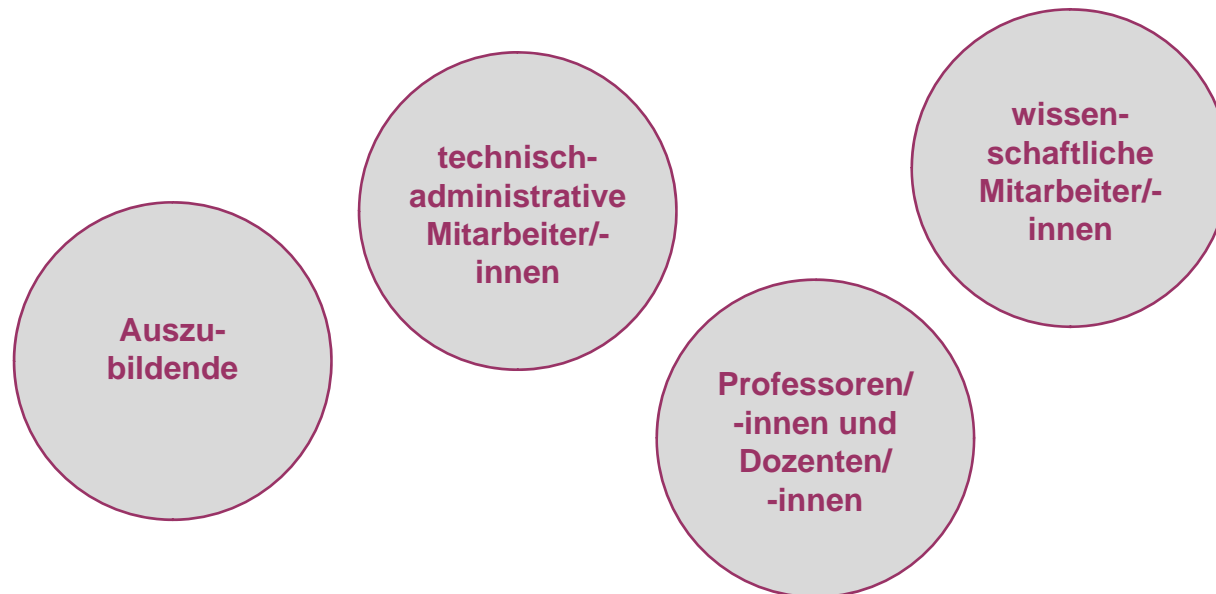 Auszu-
bildende
technisch-
administrative
Mitarbeiter/-
innen
Professoren/
-innen und
Dozenten/
-innen
wissen-
schaftliche
Mitarbeiter/-
innen